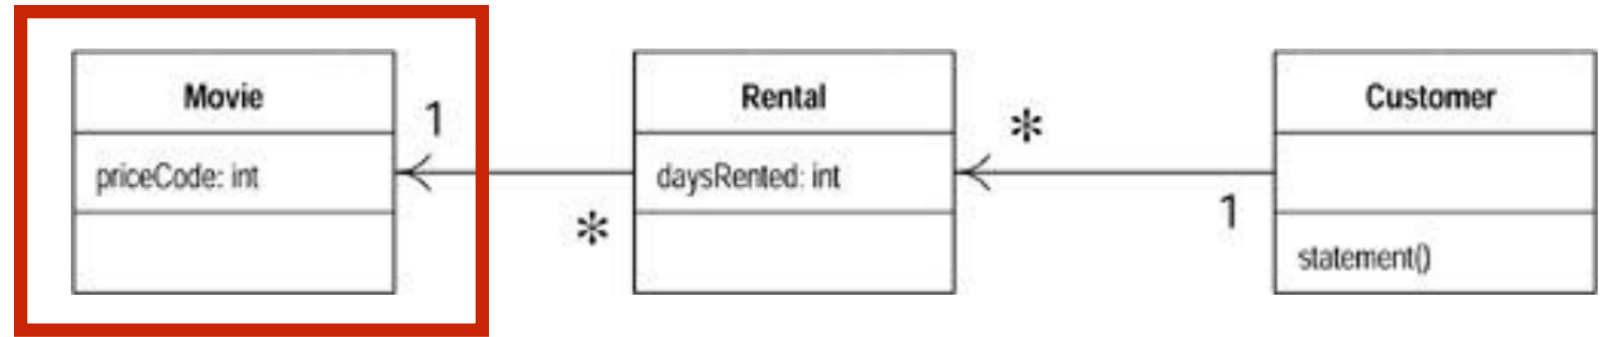 Movie
priceCode: int
1
*
Rental
daysRented: int
*
1
Customer
statement()